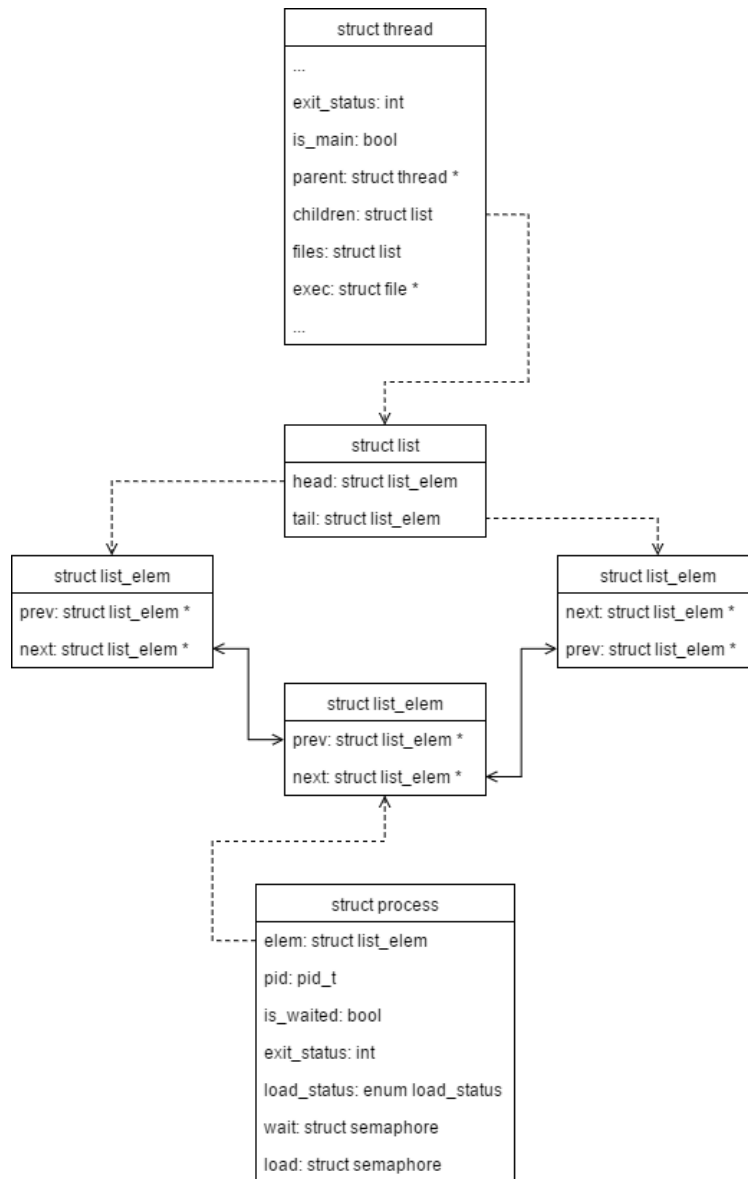 struct thread
...
exit_status: int
is_main: bool
parent: struct thread *
children: struct list
files: struct list
exec: struct file *
...
struct list
head: struct list_elem
tail: struct list_elem
struct list_elem
prev: struct list_elem *
next: struct list_elem *
struct list_elem
next: struct list_elem *
prev: struct list_elem *
struct list_elem
prev: struct list_elem *
next: struct list_elem *
struct process
elem: struct list_elem
pid: pid_t
is_waited: bool
exit_status: int
load_status: enum load_status
wait: struct semaphore
load: struct semaphore